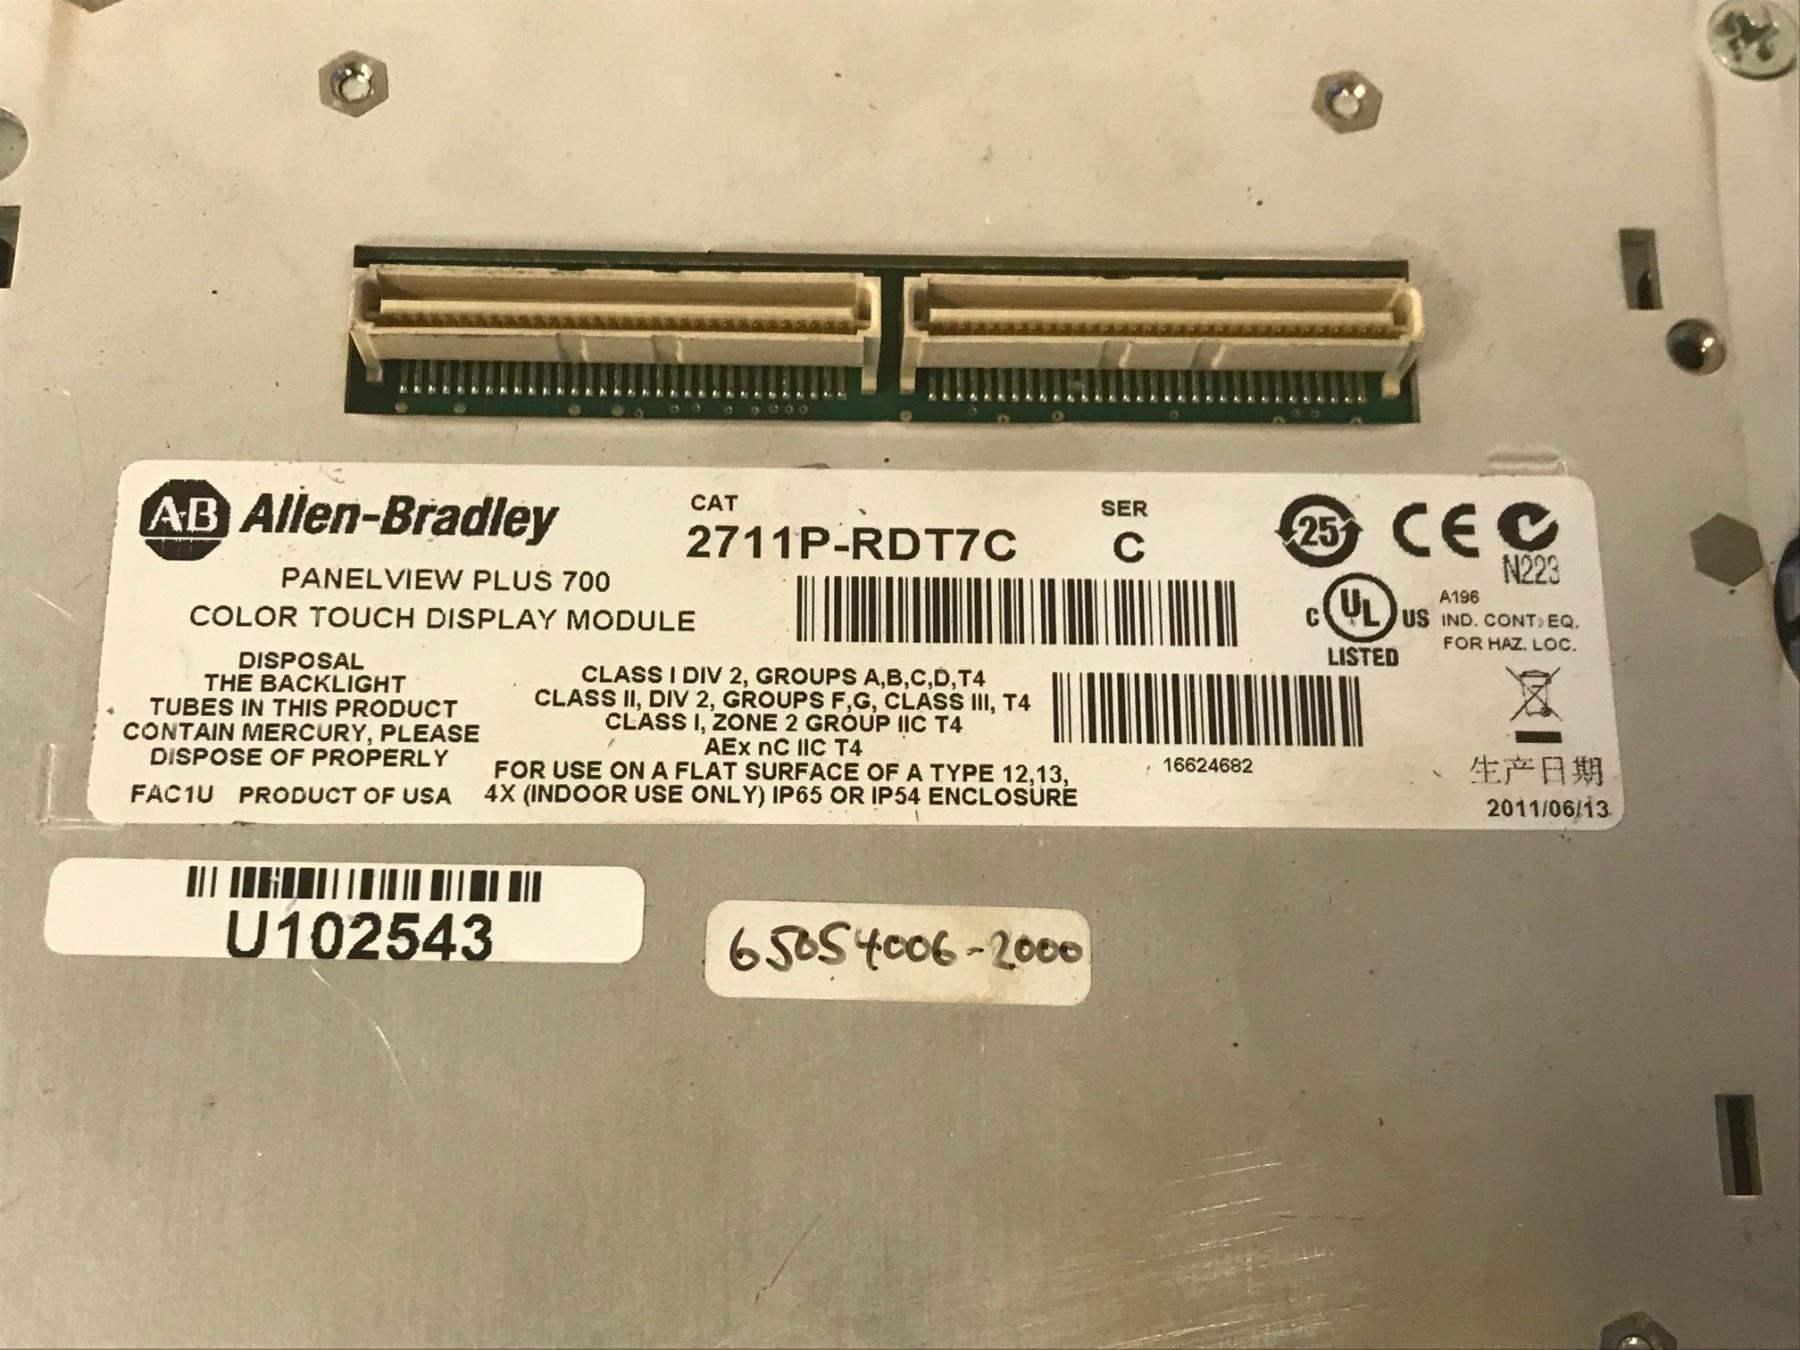 A·B Allen-Bradley
CAT
2711P-RDT7C
SER
C
25
CE
N223
PANELVIEW PLUS 700
COLOR TOUCH DISPLAY MODULE
C UL US
LISTED
A196
IND. CONT. EQ.
FOR HAZ. LOC.
DISPOSAL
THE BACKLIGHT
TUBES IN THIS PRODUCT
CONTAIN MERCURY, PLEASE
DISPOSE OF PROPERLY
FAC1U PRODUCT OF USA
CLASS I DIV 2, GROUPS A,B,C,D,T4
CLASS II, DIV 2, GROUPS F,G, CLASS III, T4
CLASS I, ZONE 2 GROUP IIC T4
AEx nC IIC T4
FOR USE ON A FLAT SURFACE OF A TYPE 12,13,
4X (INDOOR USE ONLY) IP65 OR IP54 ENCLOSURE
16624682
生产日期
2011/06/13
U102543
65054006-2000